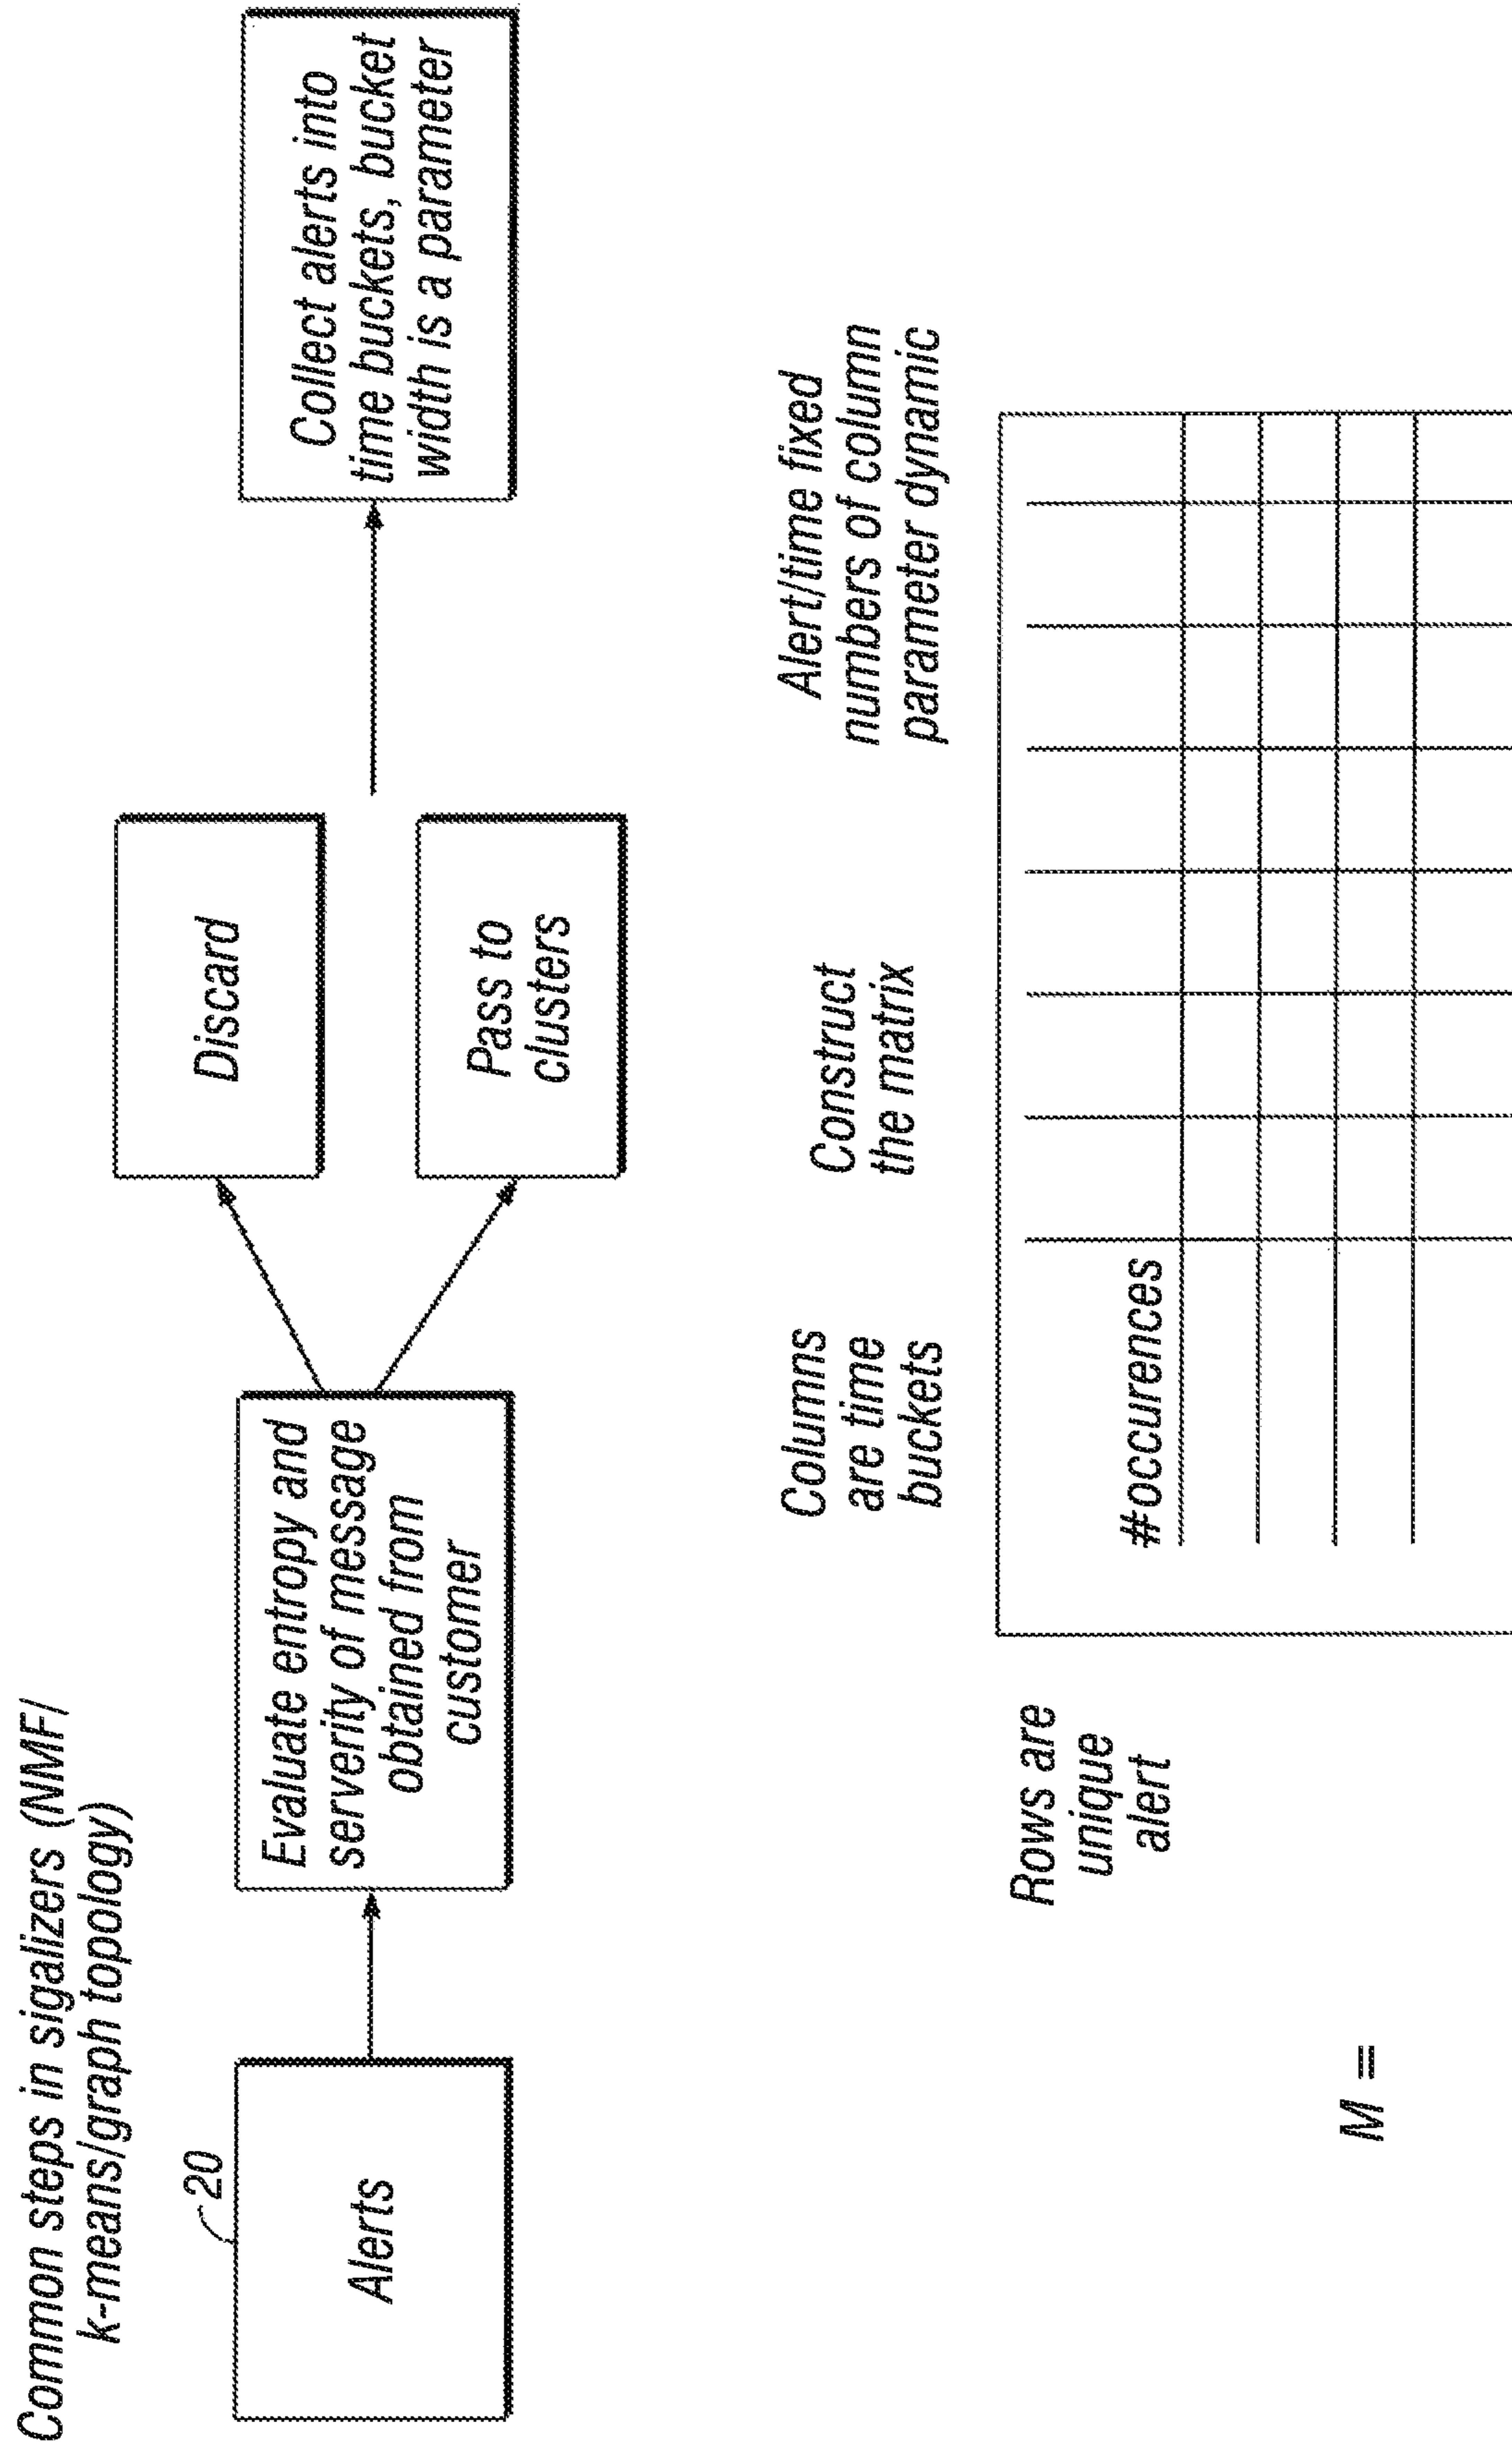 Common steps in sigalizers (NMF/
k-means/graph topology)
20
Alerts
Evaluate entropy and
serverity of message
obtained from
customer
Discard
Pass to
clusters
Collect alerts into
time buckets, bucket
width is a parameter
Columns
are time
buckets
Construct
the matrix
Alert/time fixed
numbers of column
parameter dynamic
Rows are
unique
alert
#occurences
M =